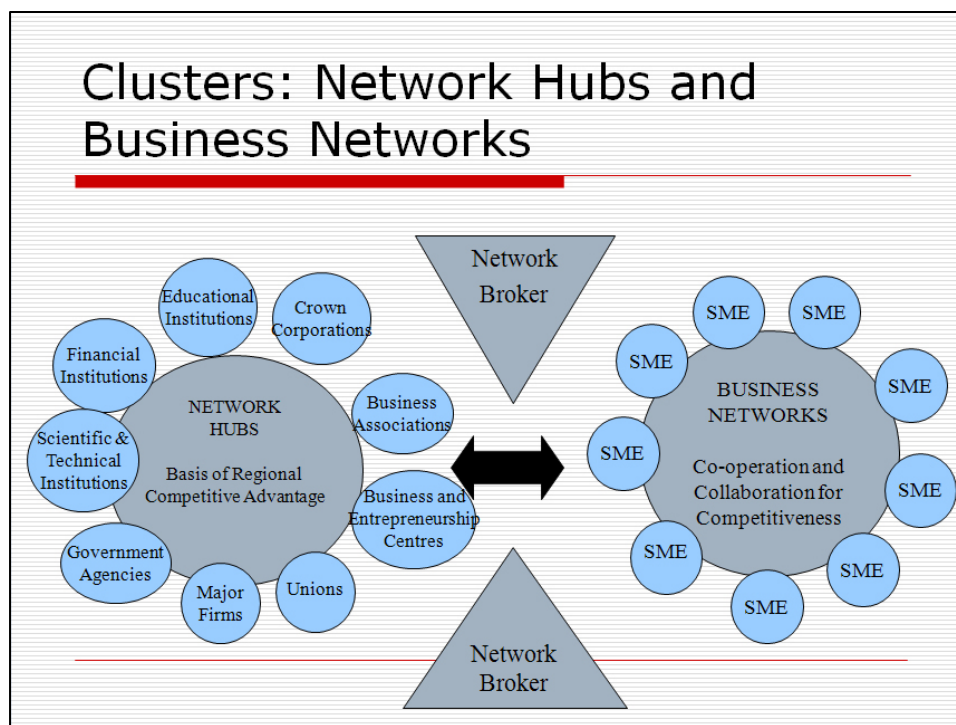 Clusters: Network Hubs and
Business Networks
Network
Broker
Educational
Institutions
Crown
Corporations
Financial
Institutions
Scientific &
Technical
Institutions
Government
Agencies
Major
Firms
Unions
Business and
Entrepreneurship
Centres
Business
Associations
NETWORK
HUBS
Basis of Regional
Competitive Advantage
SME
SME
SME
SME
SME
SME
SME
SME
SME
BUSINESS
NETWORKS
Co-operation and
Collaboration for
Competitiveness
Network
Broker